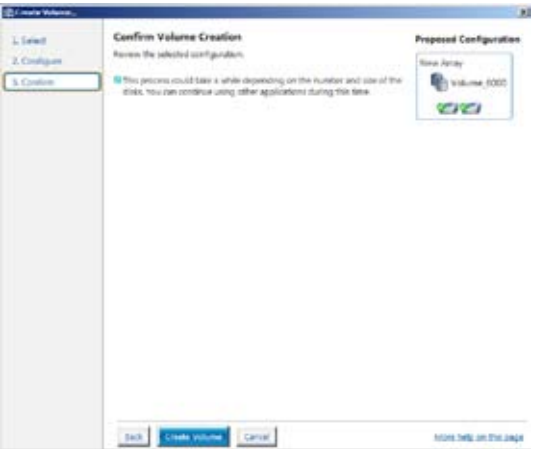 Create Volume...
1. Select
2. Configure
3. Confirm
Confirm Volume Creation
Review the selected configuration.
This process could take a while depending on the number and size of the
disks. You can continue using other applications during this time.
Proposed Configuration
New Array
Volume_0000
Back
Create Volume
Cancel
More help on this page